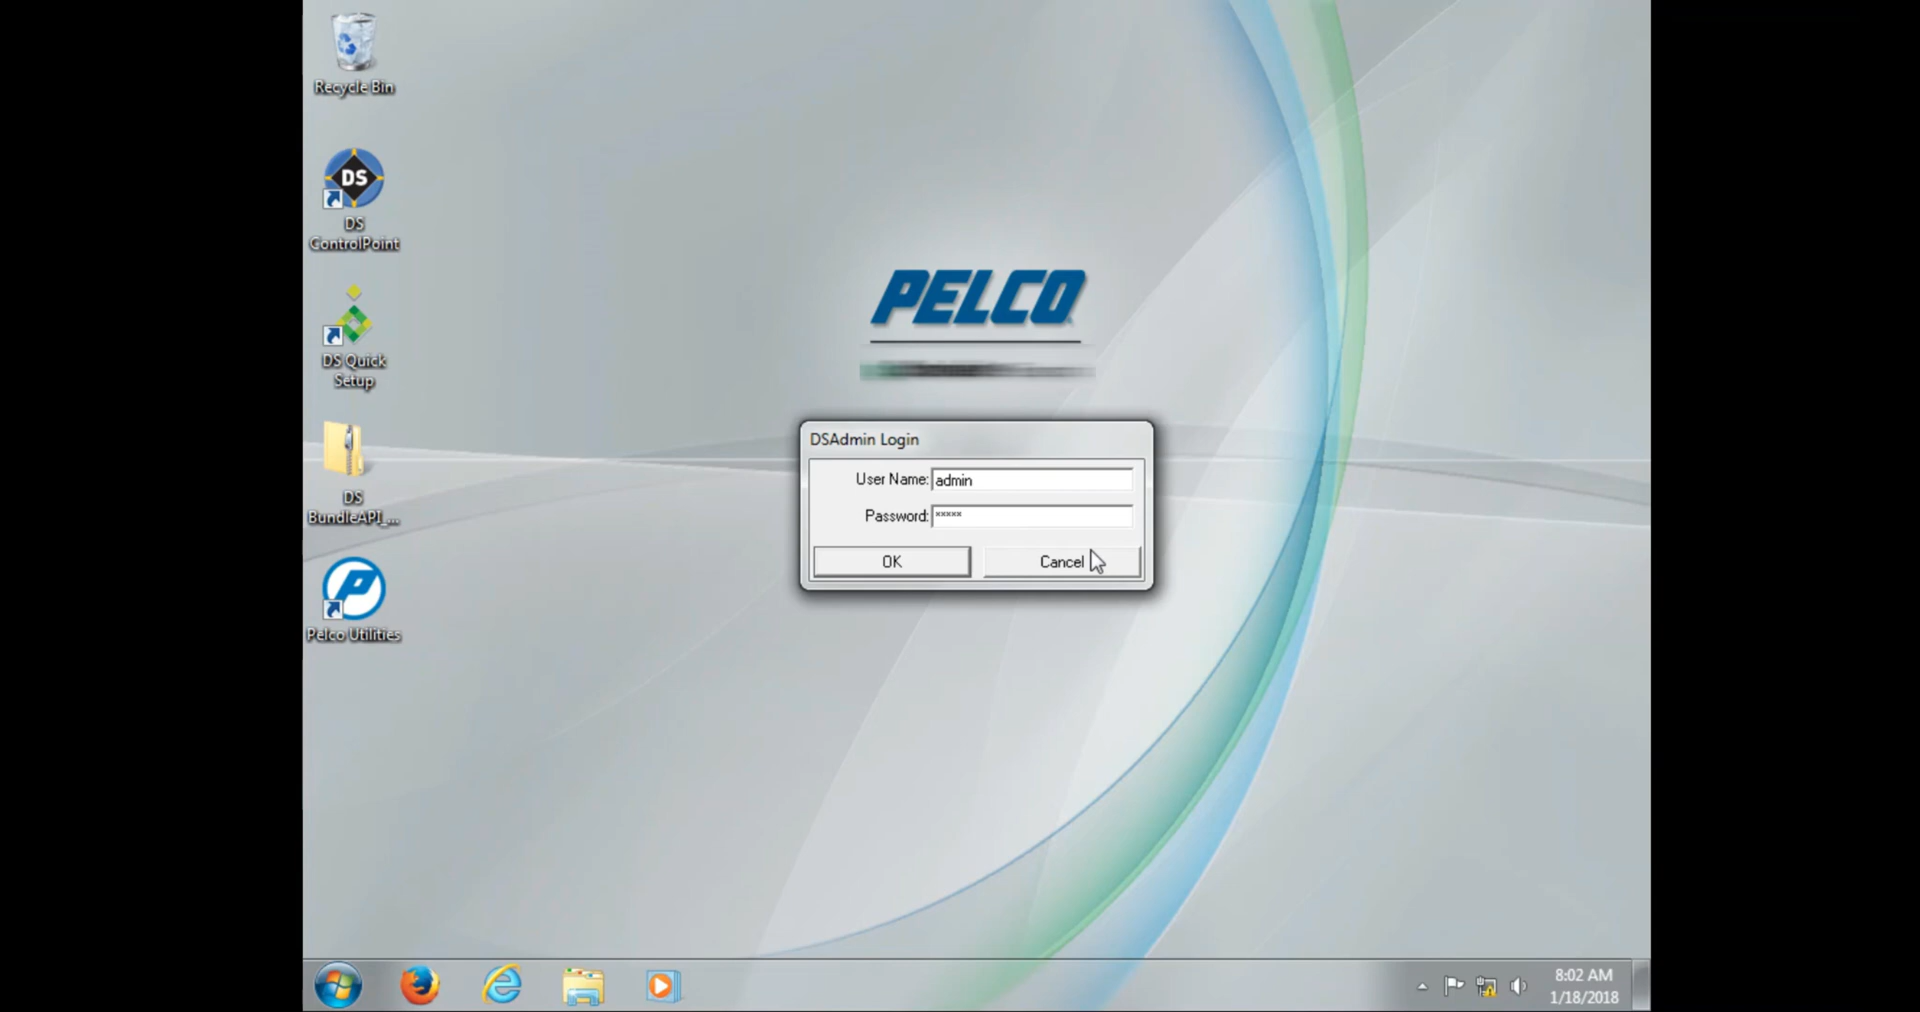 Recycle Bin
DS
ControlPoint
DS Quick
Setup
DS
BundleAPI_...
Pelco Utilities
PELCO
DSAdmin Login
User Name: admin
Password: *****
OK
Cancel
8:02 AM
1/18/2018